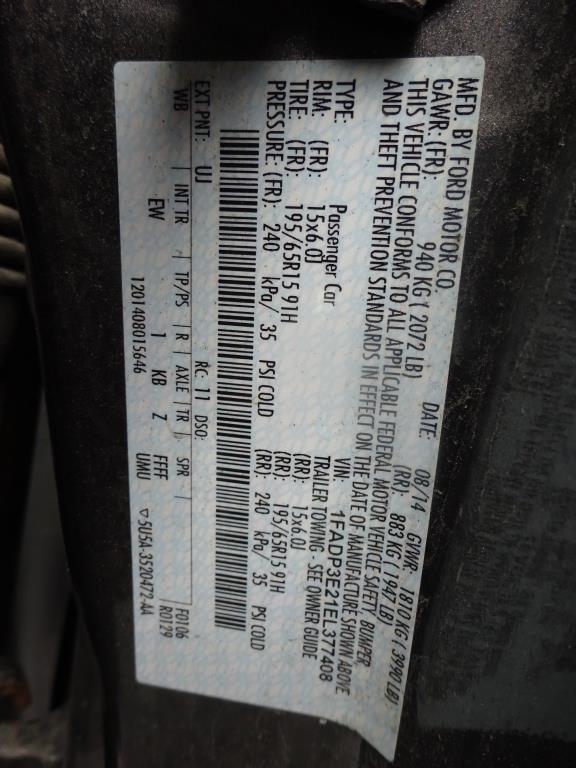 MFD. BY FORD MOTOR CO.
DATE: 08/14 GVWR: 1810 KG ( 3990 LB)
GAWR: (FR): 940 KG ( 2072 LB) (RR): 883 KG ( 1947 LB)
THIS VEHICLE CONFORMS TO ALL APPLICABLE FEDERAL MOTOR VEHICLE SAFETY, BUMPER,
AND THEFT PREVENTION STANDARDS IN EFFECT ON THE DATE OF MANUFACTURE SHOWN ABOVE
VIN: 1FADP3E21EL377408
TYPE: Passenger Car TRAILER TOWING - SEE OWNER GUIDE
RIM: (FR): 15x6.0J (RR): 15x6.0J
TIRE: (FR): 195/65R15 91H (RR): 195/65R15 91H
PRESSURE: (FR): 240 kPa/ 35 PSI COLD (RR): 240 kPa/ 35 PSI COLD
EXT PNT: UJ RC: 11 DSO: F0106
WB INT TR TP/PS R AXLE TR SPR R0129
EW 1 KB Z FFFF
1201408015646 UMU ▽5U5A-3520472-AA